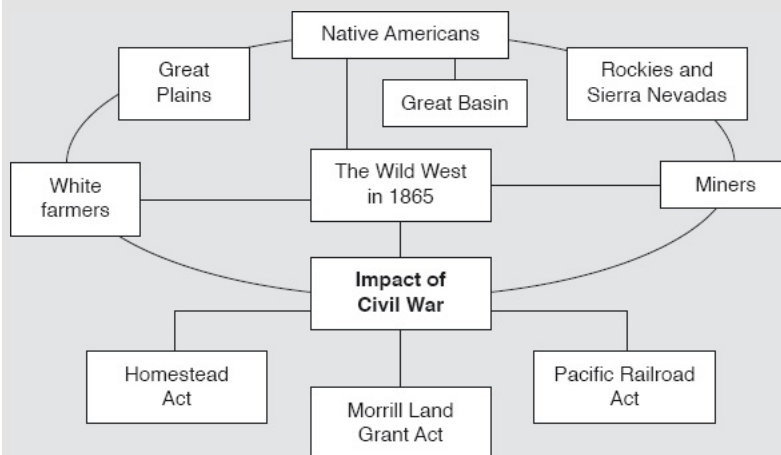 Native Americans
Great
Plains
Great Basin
Rockies and
Sierra Nevadas
White
farmers
The Wild West
in 1865
Miners
Impact of
Civil War
Homestead
Act
Morrill Land
Grant Act
Pacific Railroad
Act